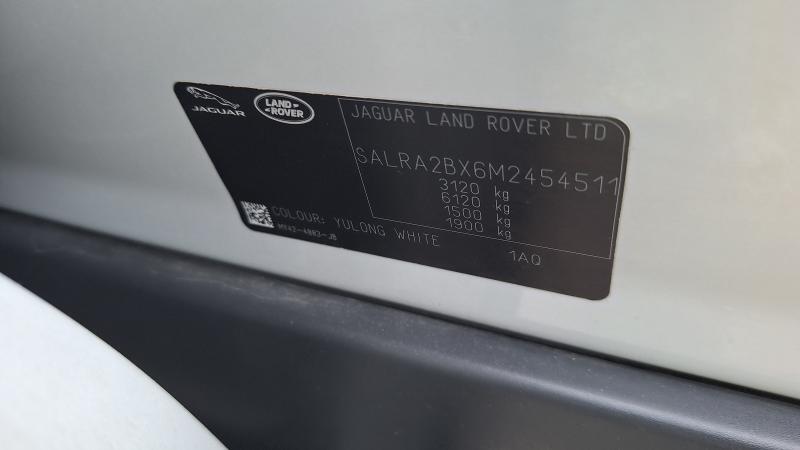 JAGUAR
LAND
ROVER
JAGUAR LAND ROVER LTD
SALRA2BX6M2454511
3120 kg
6120 kg
1500 kg
1900 kg
COLOUR: YULONG WHITE
1AQ